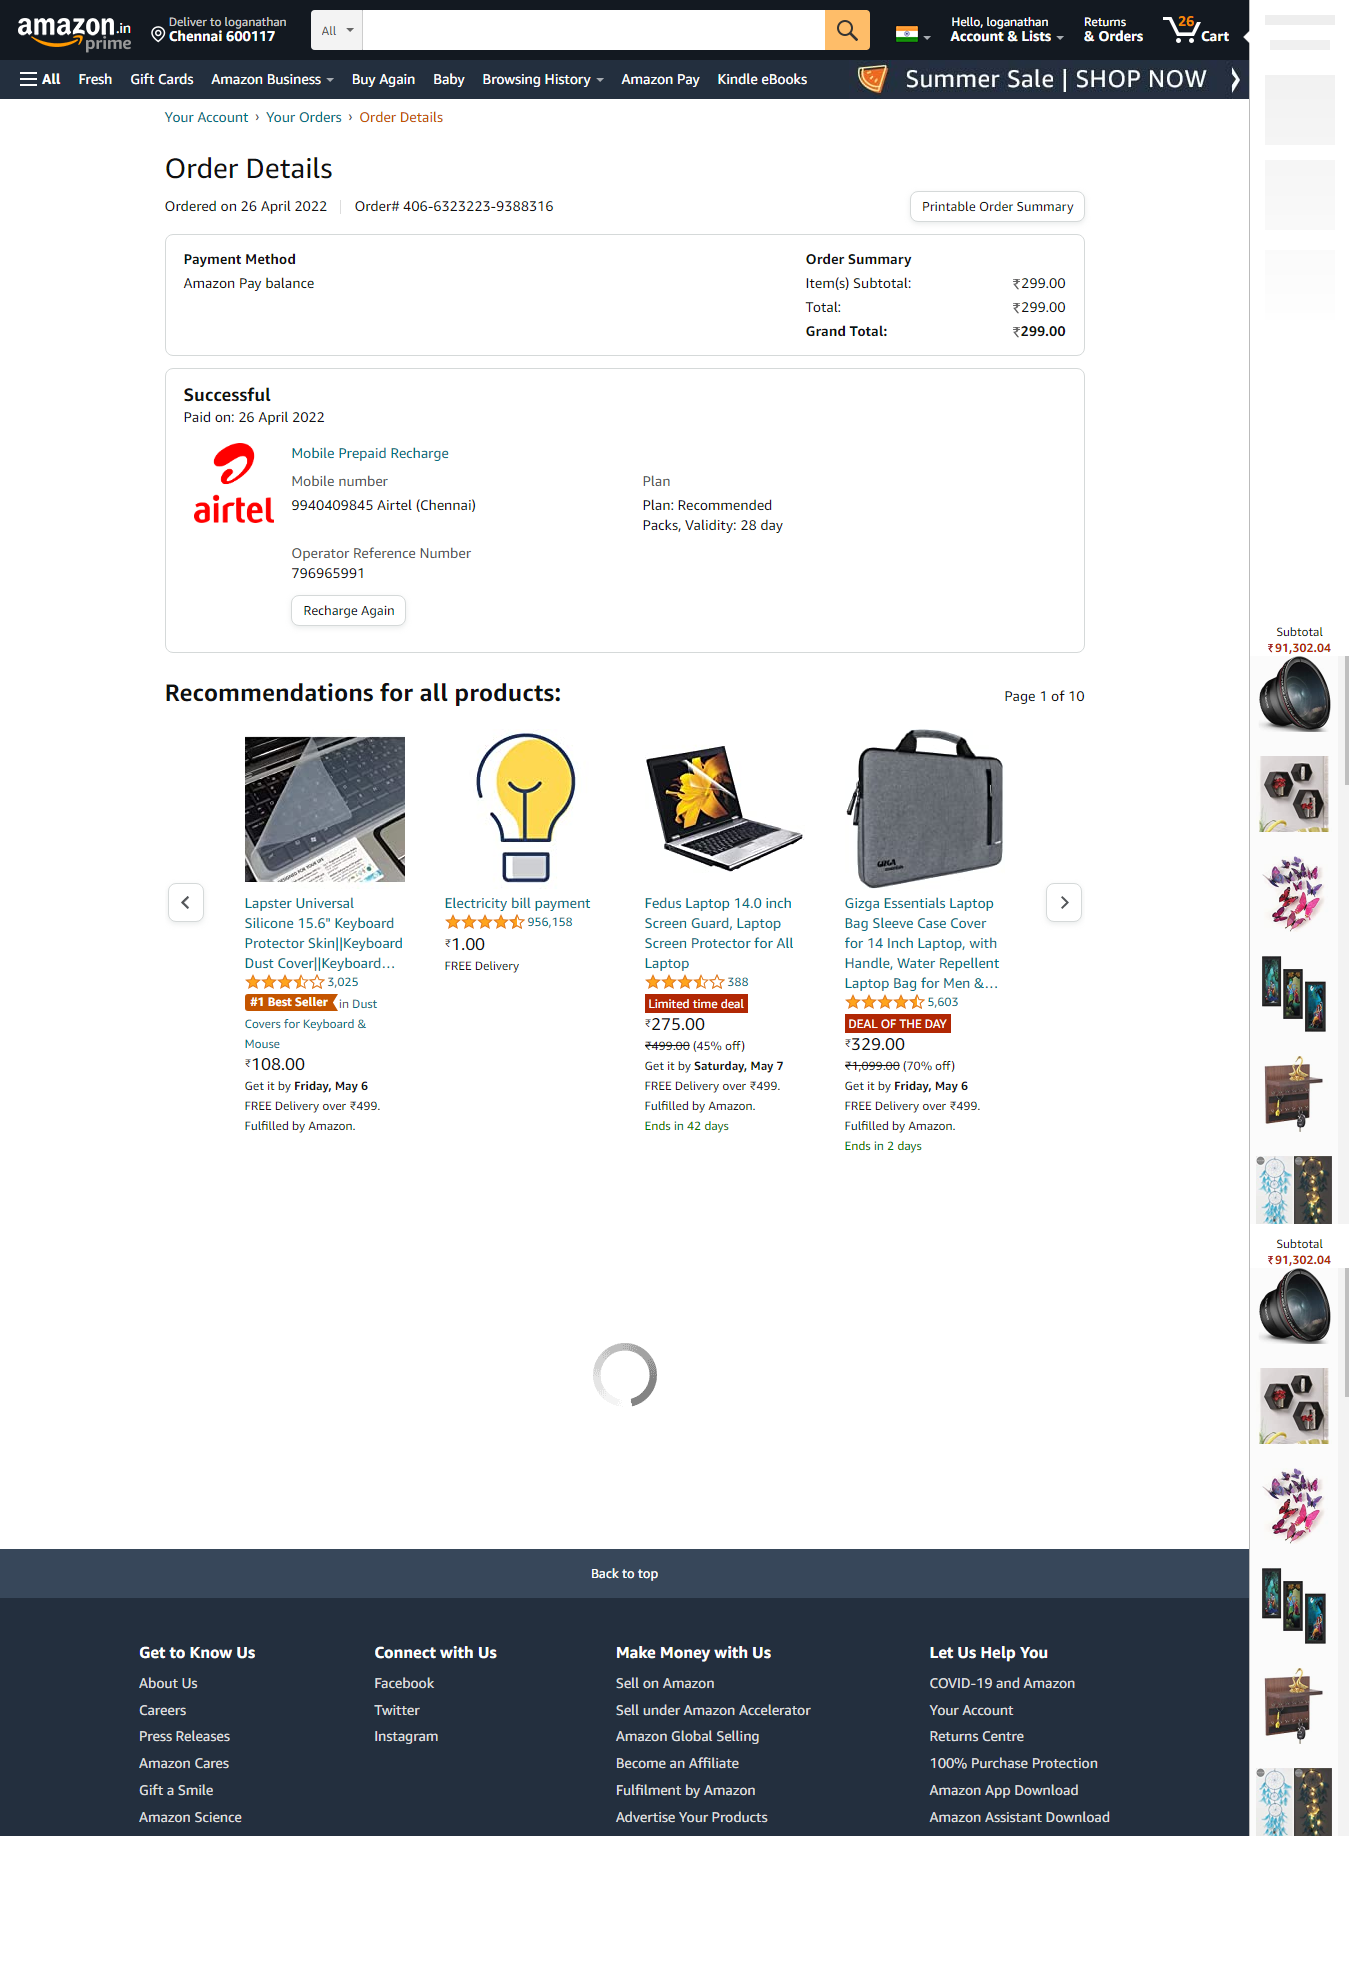 amazon.in
prime
Deliver to loganathan
Chennai 600117
All
Hello, loganathan
Account & Lists
Returns
& Orders
26
Cart
All
Fresh
Gift Cards
Amazon Business
Buy Again
Baby
Browsing History
Amazon Pay
Kindle eBooks
Summer Sale | SHOP NOW
Your Account › Your Orders › Order Details
Order Details
Ordered on 26 April 2022
Order# 406-6323223-9388316
Printable Order Summary
Payment Method
Amazon Pay balance
Order Summary
Item(s) Subtotal: ₹299.00
Total: ₹299.00
Grand Total: ₹299.00
Successful
Paid on: 26 April 2022
airtel
Mobile Prepaid Recharge
Mobile number
9940409845 Airtel (Chennai)
Plan
Plan: Recommended
Packs, Validity: 28 day
Operator Reference Number
796965991
Recharge Again
Subtotal
₹91,302.04
Recommendations for all products:
Page 1 of 10
Lapster Universal
Silicone 15.6" Keyboard
Protector Skin||Keyboard
Dust Cover||Keyboard…
3,025
#1 Best Seller in Dust
Covers for Keyboard &
Mouse
₹108.00
Get it by Friday, May 6
FREE Delivery over ₹499.
Fulfilled by Amazon.
Electricity bill payment
956,158
₹1.00
FREE Delivery
Fedus Laptop 14.0 inch
Screen Guard, Laptop
Screen Protector for All
Laptop
388
Limited time deal
₹275.00
₹499.00 (45% off)
Get it by Saturday, May 7
FREE Delivery over ₹499.
Fulfilled by Amazon.
Ends in 42 days
GIGA
Gizga Essentials Laptop
Bag Sleeve Case Cover
for 14 Inch Laptop, with
Handle, Water Repellent
Laptop Bag for Men &…
5,603
DEAL OF THE DAY
₹329.00
₹1,099.00 (70% off)
Get it by Friday, May 6
FREE Delivery over ₹499.
Fulfilled by Amazon.
Ends in 2 days
Subtotal
₹91,302.04
Back to top
Get to Know Us
About Us
Careers
Press Releases
Amazon Cares
Gift a Smile
Amazon Science
Connect with Us
Facebook
Twitter
Instagram
Make Money with Us
Sell on Amazon
Sell under Amazon Accelerator
Amazon Global Selling
Become an Affiliate
Fulfilment by Amazon
Advertise Your Products
Let Us Help You
COVID-19 and Amazon
Your Account
Returns Centre
100% Purchase Protection
Amazon App Download
Amazon Assistant Download